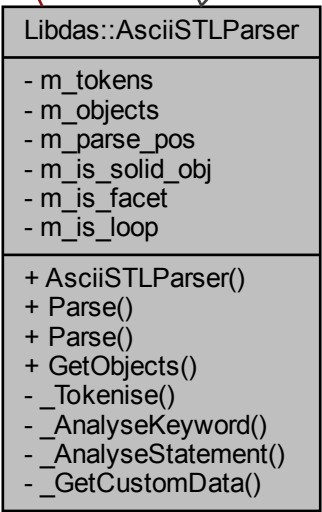 Libdas::AsciiSTLParser
- m_tokens
- m_objects
- m_parse_pos
- m_is_solid_obj
- m_is_facet
- m_is_loop
+ AsciiSTLParser()
+ Parse()
+ Parse()
+ GetObjects()
- _Tokenise()
- _AnalyseKeyword()
- _AnalyseStatement()
- _GetCustomData()